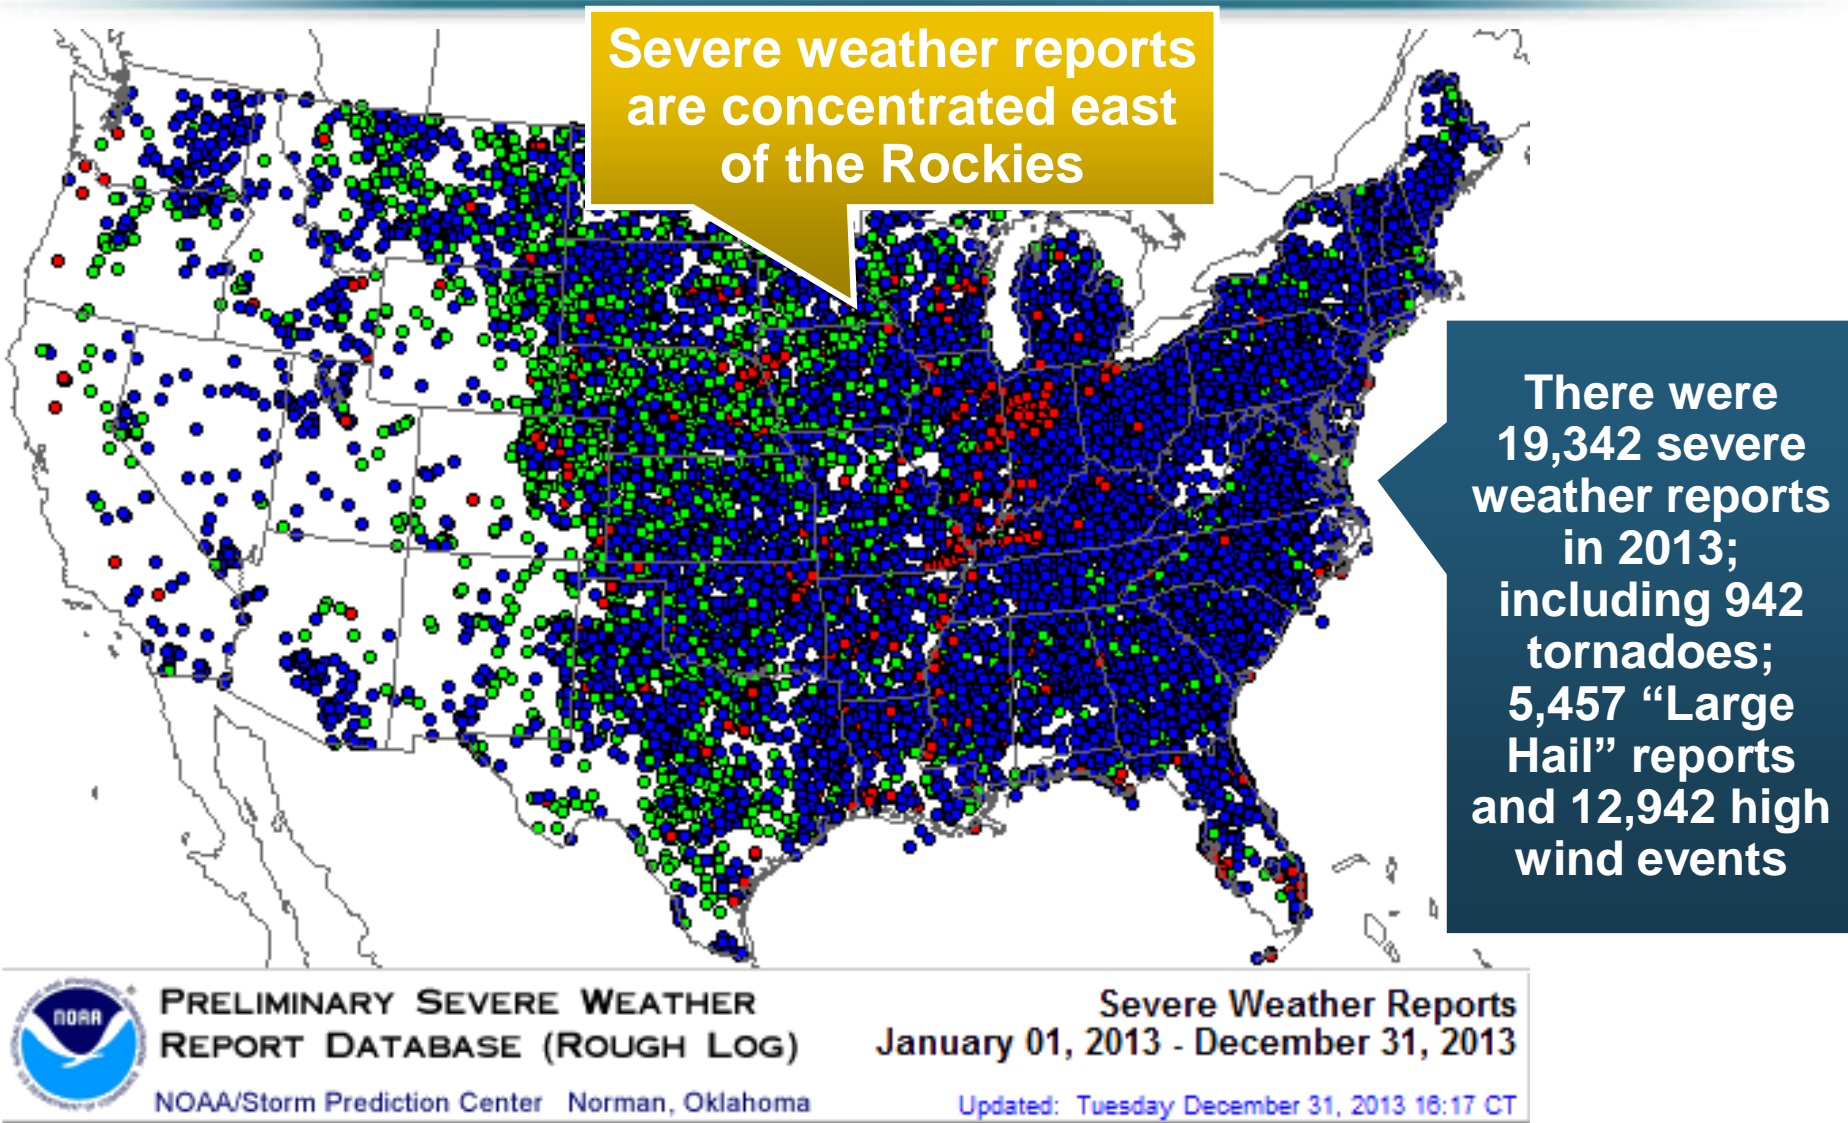 Severe weather reports
are concentrated east
of the Rockies
There were
19,342 severe
weather reports
in 2013;
including 942
tornadoes;
5,457 “Large
Hail” reports
and 12,942 high
wind events
NOAA
PRELIMINARY SEVERE WEATHER
REPORT DATABASE (ROUGH LOG)
NOAA/Storm Prediction Center Norman, Oklahoma
Severe Weather Reports
January 01, 2013 - December 31, 2013
Updated: Tuesday December 31, 2013 16:17 CT